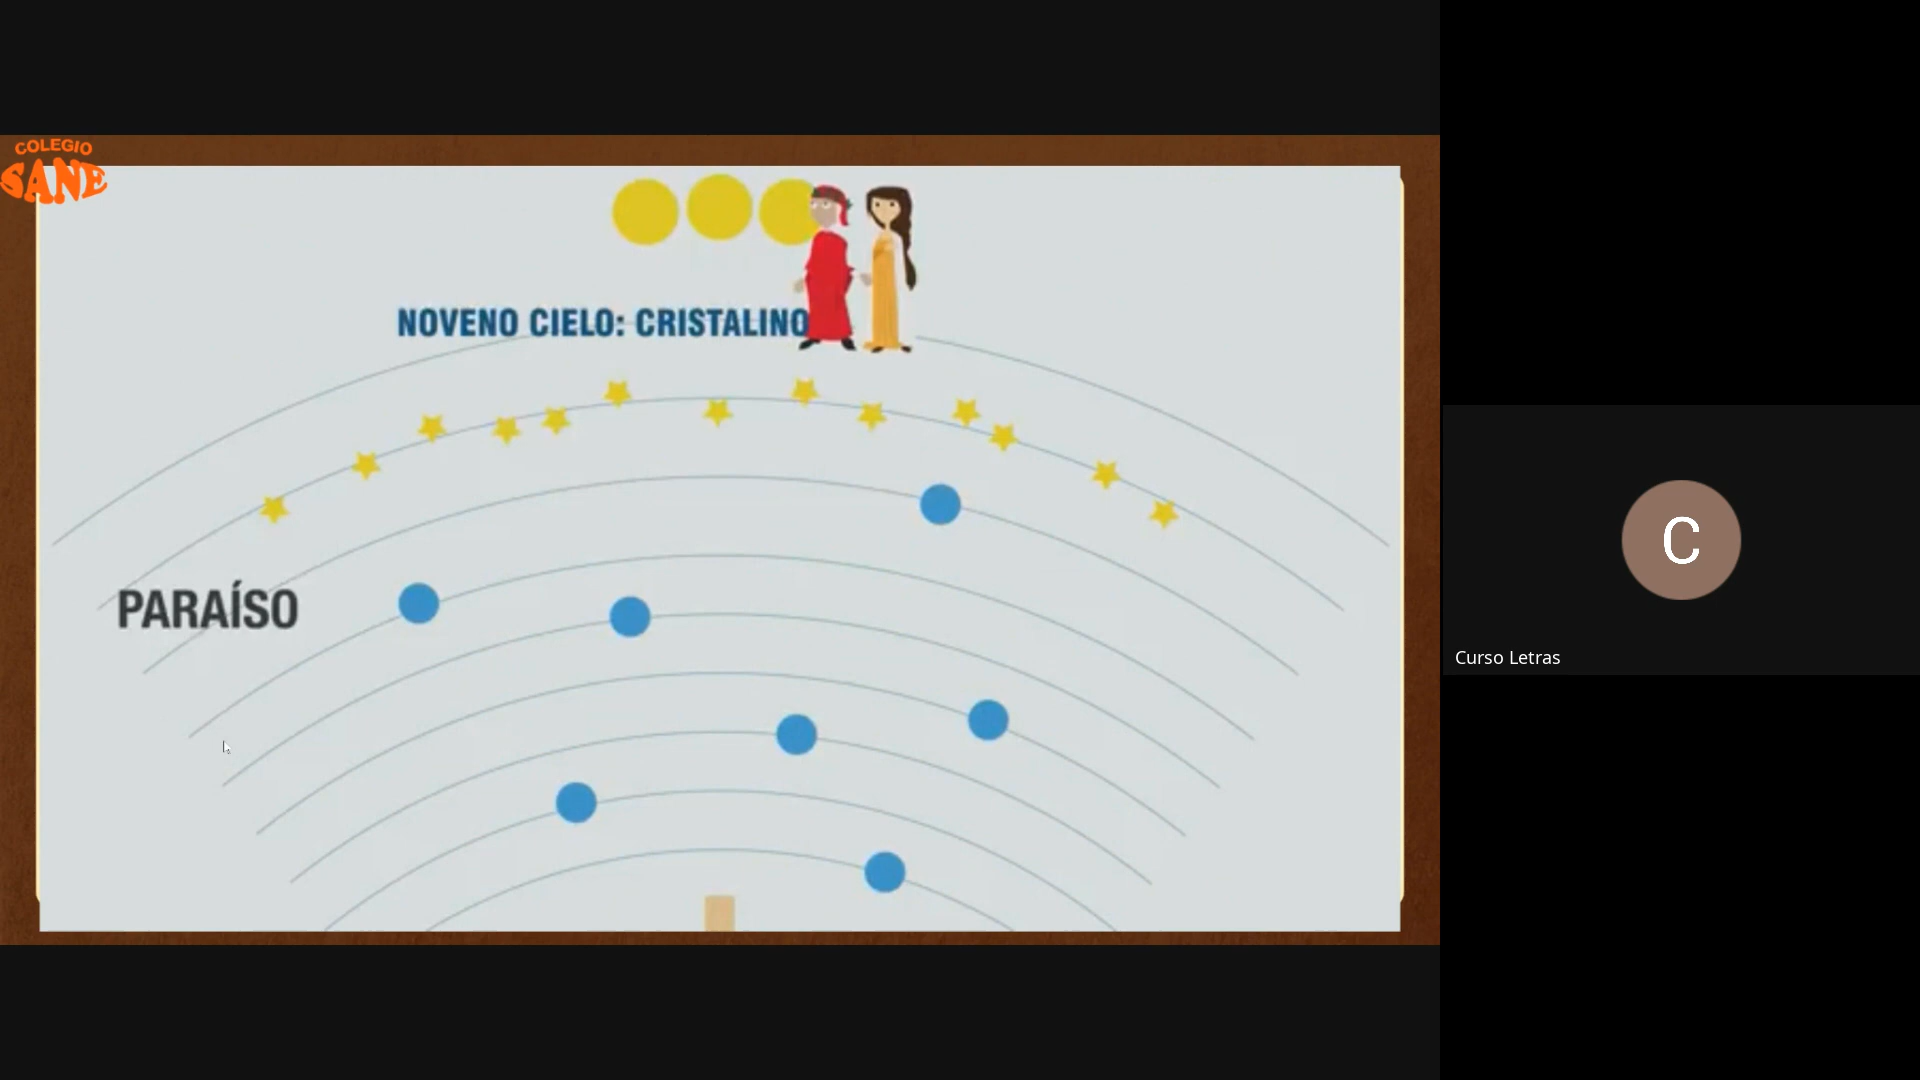 COLEGIO
SANE
NOVENO CIELO: CRISTALINO
PARAÍSO
C
Curso Letras